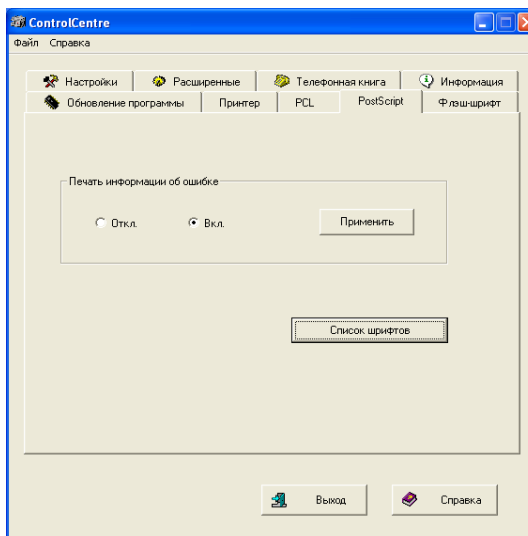 ControlCentre
Файл Справка
Настройки Расширенные Телефонная книга Информация
Обновление программы Принтер PCL PostScript Флэш-шрифт
Печать информации об ошибке
Откл. Вкл. Применить
Список шрифтов
Выход Справка